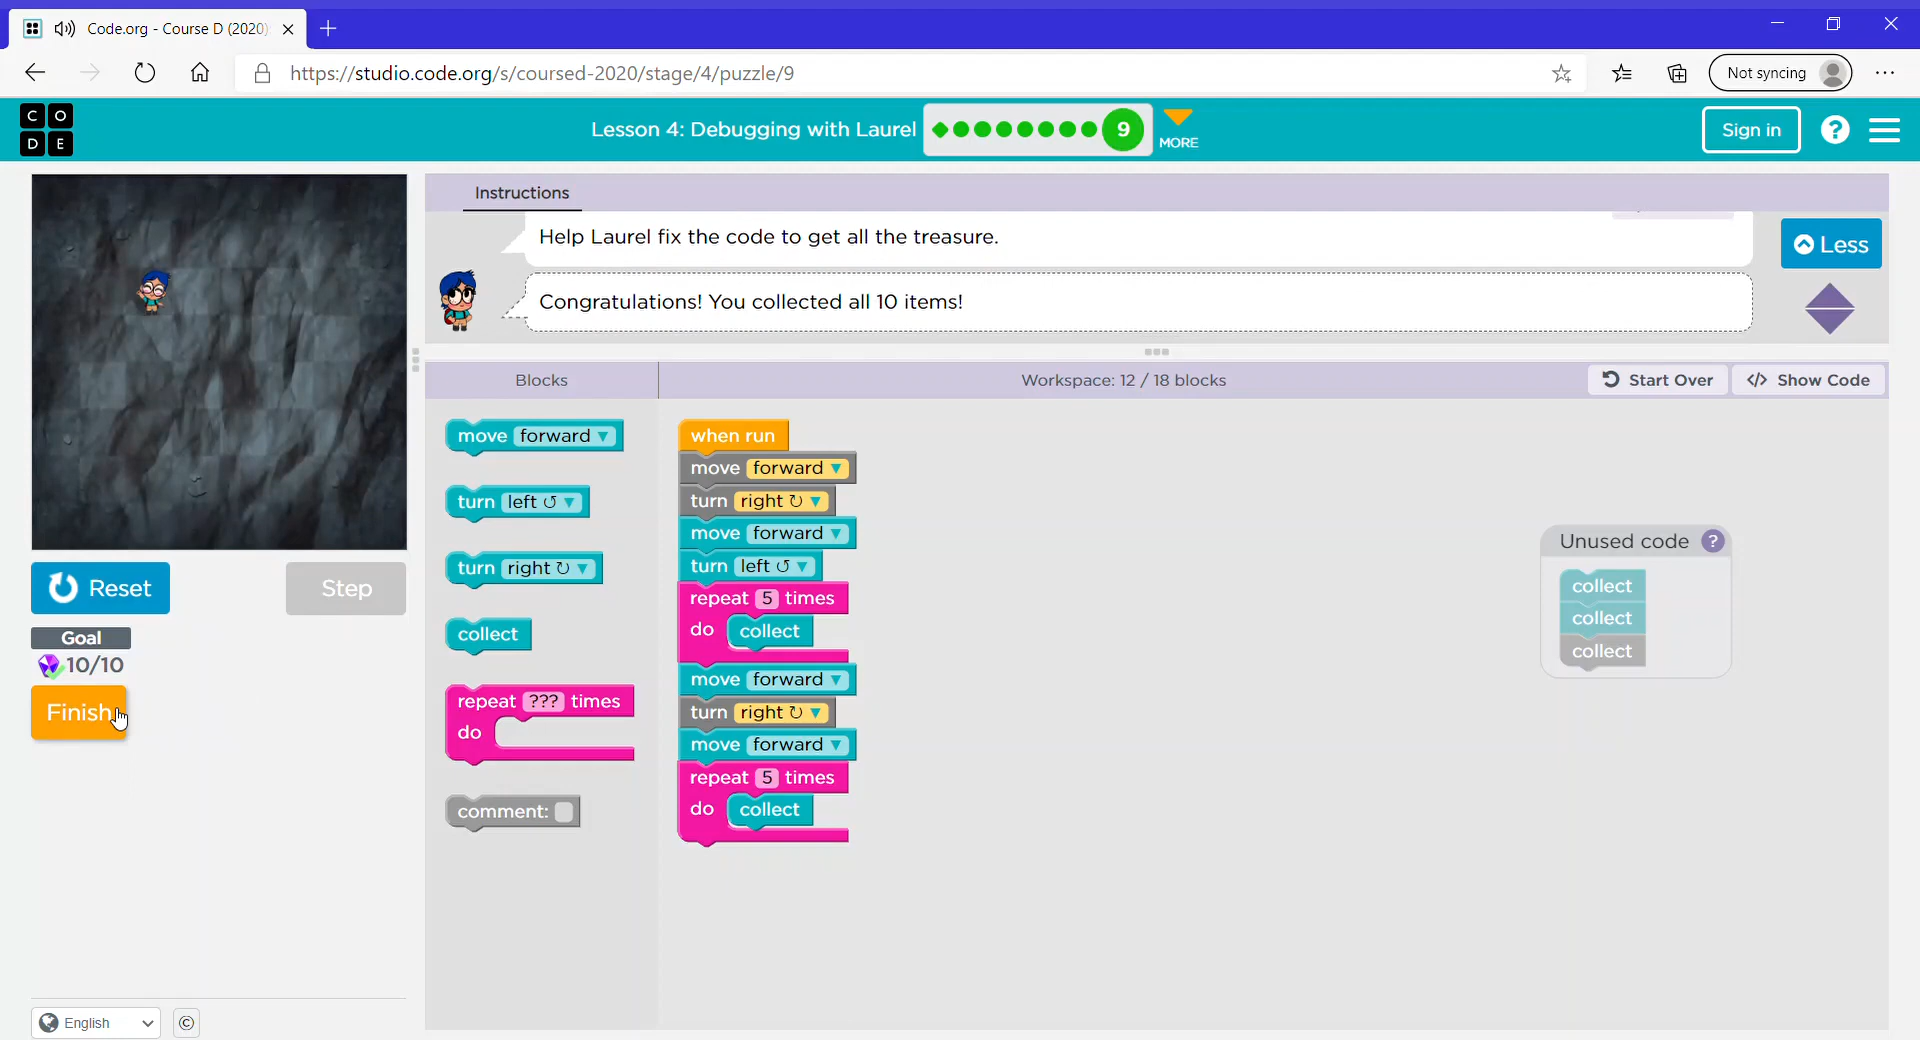 Code.org - Course D (2020)
https://studio.code.org/s/coursed-2020/stage/4/puzzle/9
Not syncing
C O
D E
Lesson 4: Debugging with Laurel
9
MORE
Sign in
?
Instructions
Help Laurel fix the code to get all the treasure.
Congratulations! You collected all 10 items!
Less
Blocks
Workspace: 12 / 18 blocks
Start Over
</> Show Code
move forward
turn left
turn right
collect
repeat ??? times
do
comment:
when run
move forward
turn right
move forward
turn left
repeat 5 times
do collect
move forward
turn right
move forward
repeat 5 times
do collect
Unused code ?
collect
collect
collect
Reset
Step
Goal
10/10
Finish
English
©